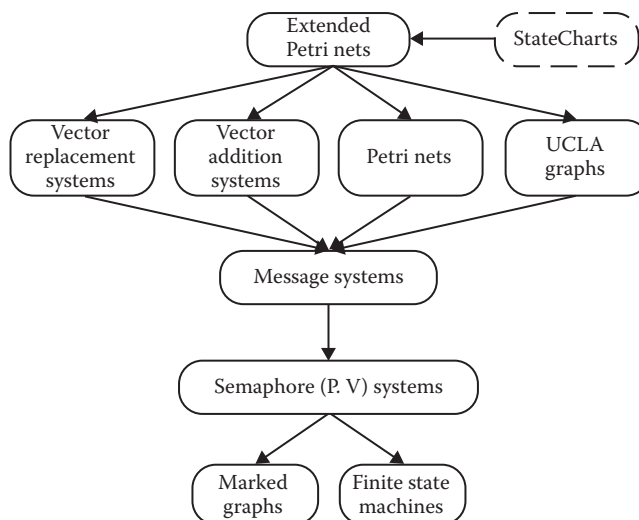 Extended
Petri nets
StateCharts
Vector
replacement
systems
Vector
addition
systems
Petri nets
UCLA
graphs
Message systems
Semaphore (P. V) systems
Marked
graphs
Finite state
machines